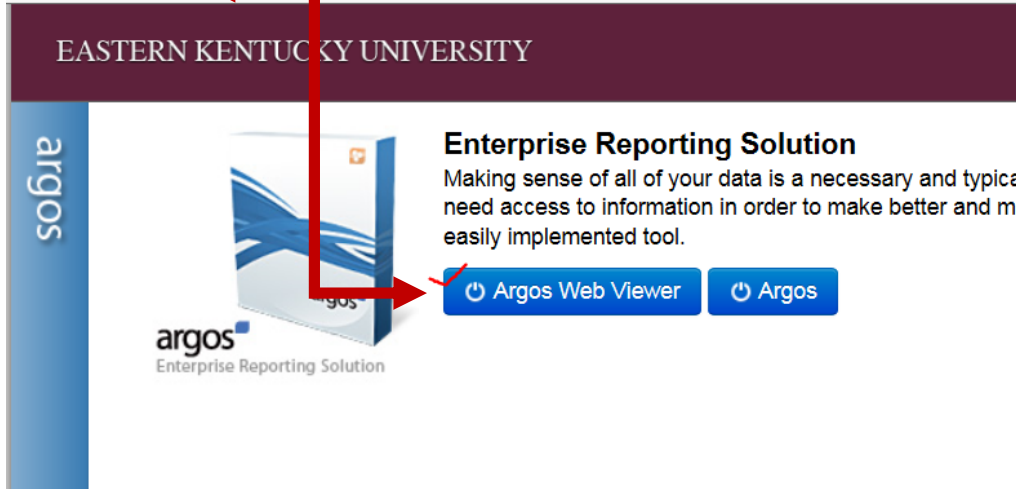 EASTERN KENTUCKY UNIVERSITY
argos
Enterprise Reporting Solution
Making sense of all of your data is a necessary and
need access to information in order to make better and
easily implemented tool.
Argos Web Viewer
Argos
argos
argos
Enterprise Reporting Solution